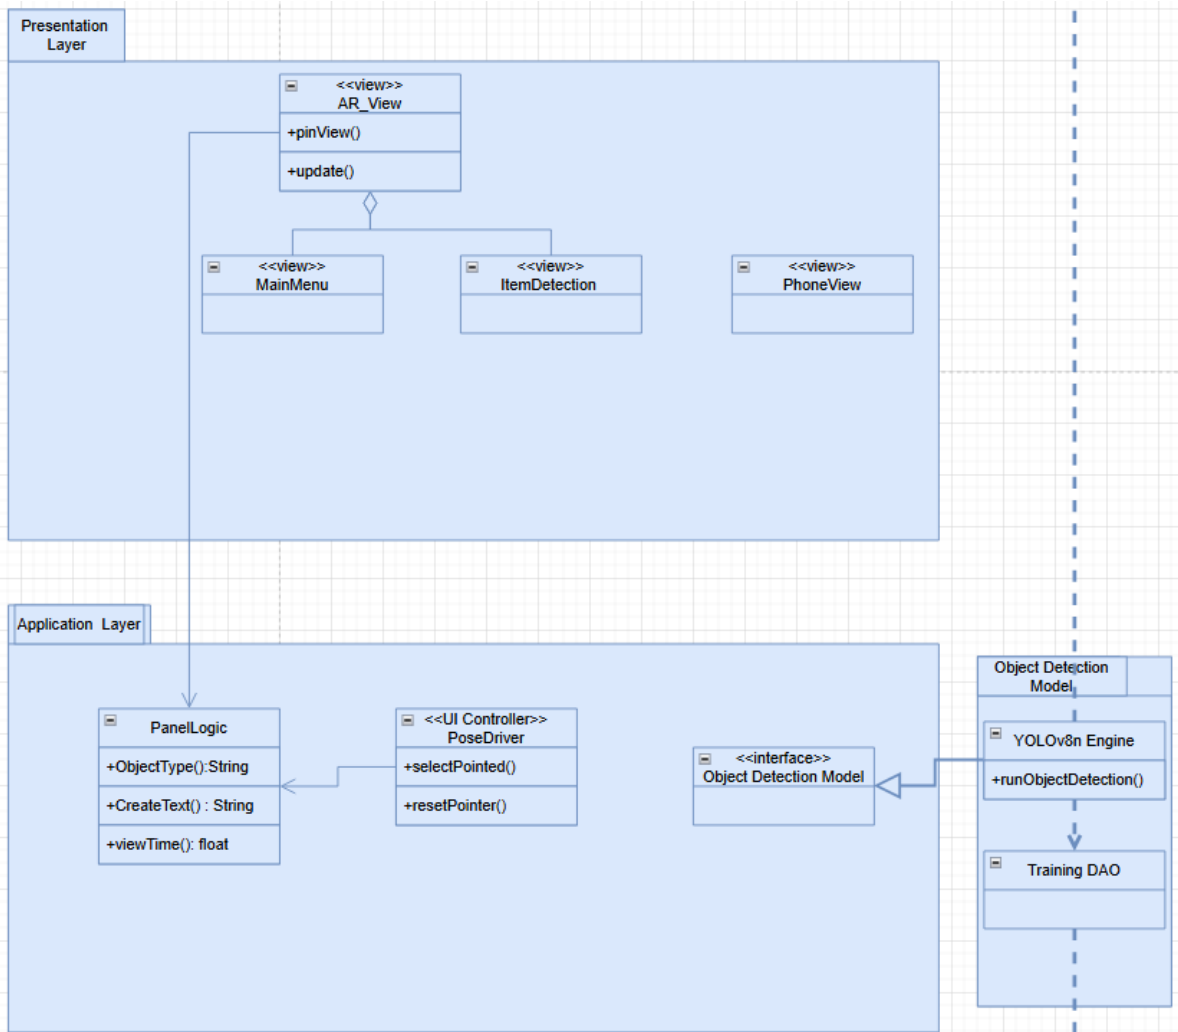 Presentation
Layer
<<view>>
AR_View
+pinView()
+update()
<<view>>
MainMenu
<<view>>
ItemDetection
<<view>>
PhoneView
Application  Layer
PanelLogic
+ObjectType():String
+CreateText() : String
+viewTime(): float
<<UI Controller>>
PoseDriver
+selectPointed()
+resetPointer()
<<interface>>
Object Detection Model
Object Detection
Model
YOLOv8n Engine
+runObjectDetection()
Training DAO